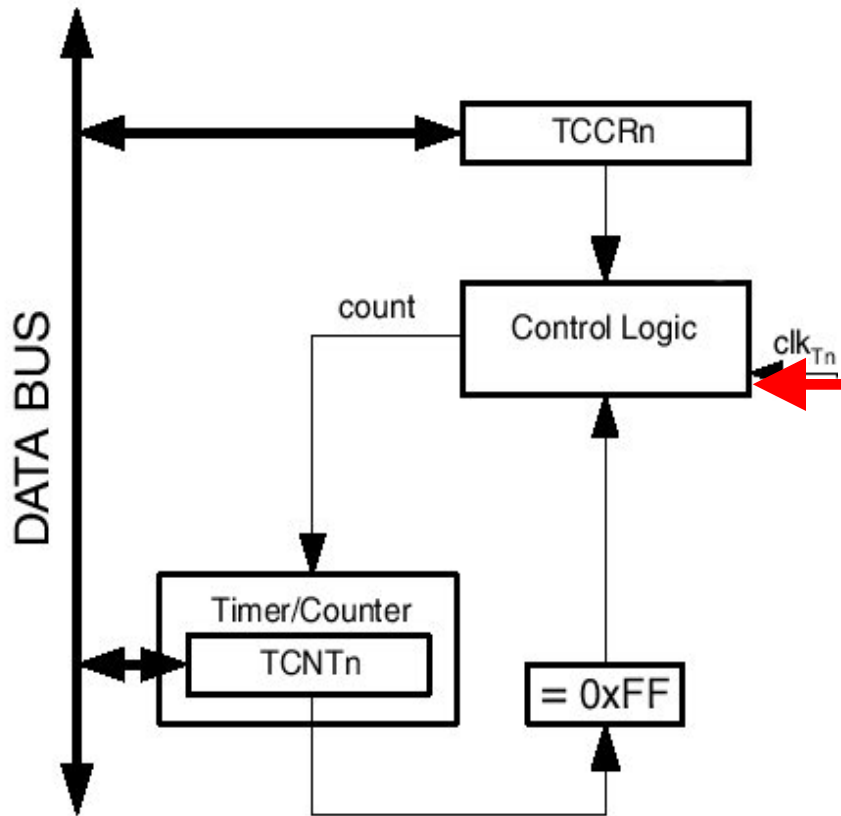 TCCRn
count
Control Logic
clkTn
DATA BUS
Timer/Counter
TCNTn
= 0xFF